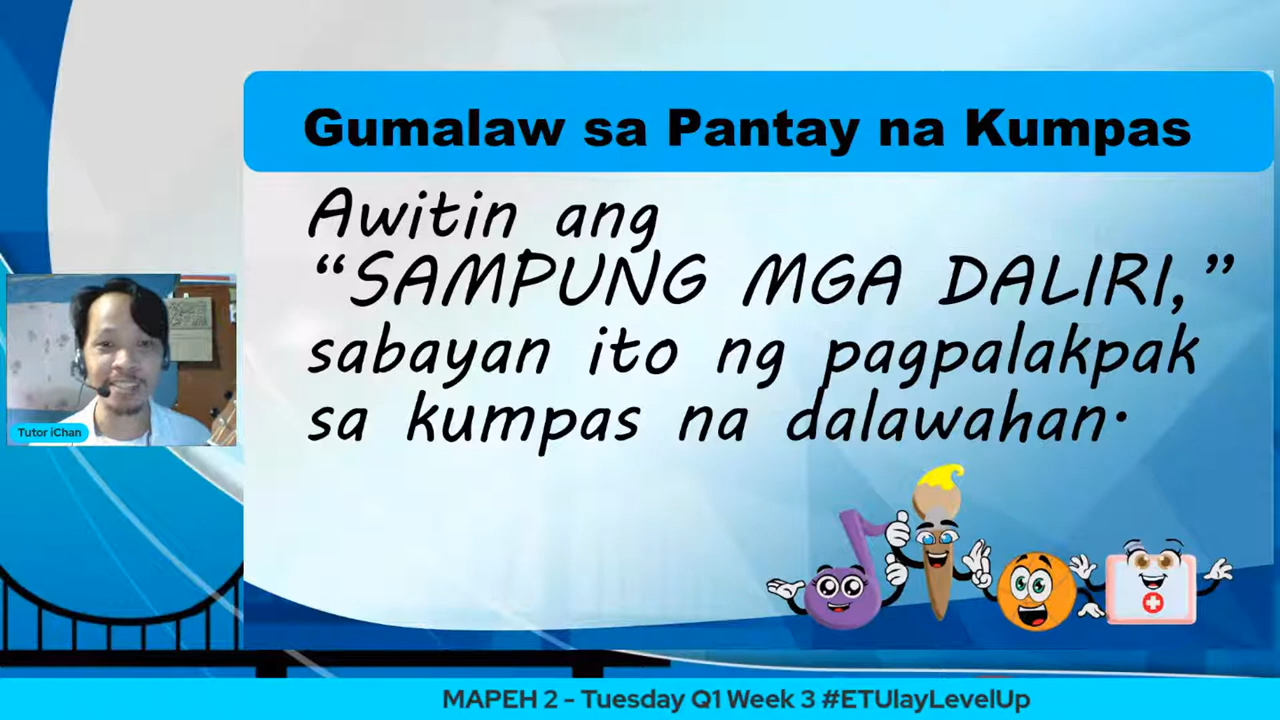 Gumalaw sa Pantay na Kumpas
Awitin ang
“SAMPUNG MGA DALIRI,”
sabayan ito ng pagpalakpak
sa kumpas na dalawahan.
Tutor iChan
MAPEH 2 - Tuesday Q1 Week 3 #ETUlayLevelUp